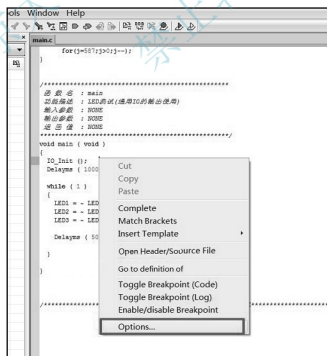 ols Window Help
main.c
for(j=587;j>0;j--);
}
/***********************************************
函 数 名 : main
功能描述 : LED点试(通用IO的输出使用)
输入参数 : NONE
输出参数 : NONE
返 回 值 : NONE
***********************************************/
void main ( void )
{
IO_Init ();
Delayms ( 1000
while ( 1 )
{
LED1 = ~ LED
LED2 = ~ LED
LED3 = ~ LED
Delayms ( 50
}
}
Cut
Copy
Paste
Complete
Match Brackets
Insert Template
Open Header/Soource File
Go to definition of
Toggle Breakpoint (Code)
Toggle Breakpoint (Log)
Enable/disable Breakpoint
Options...